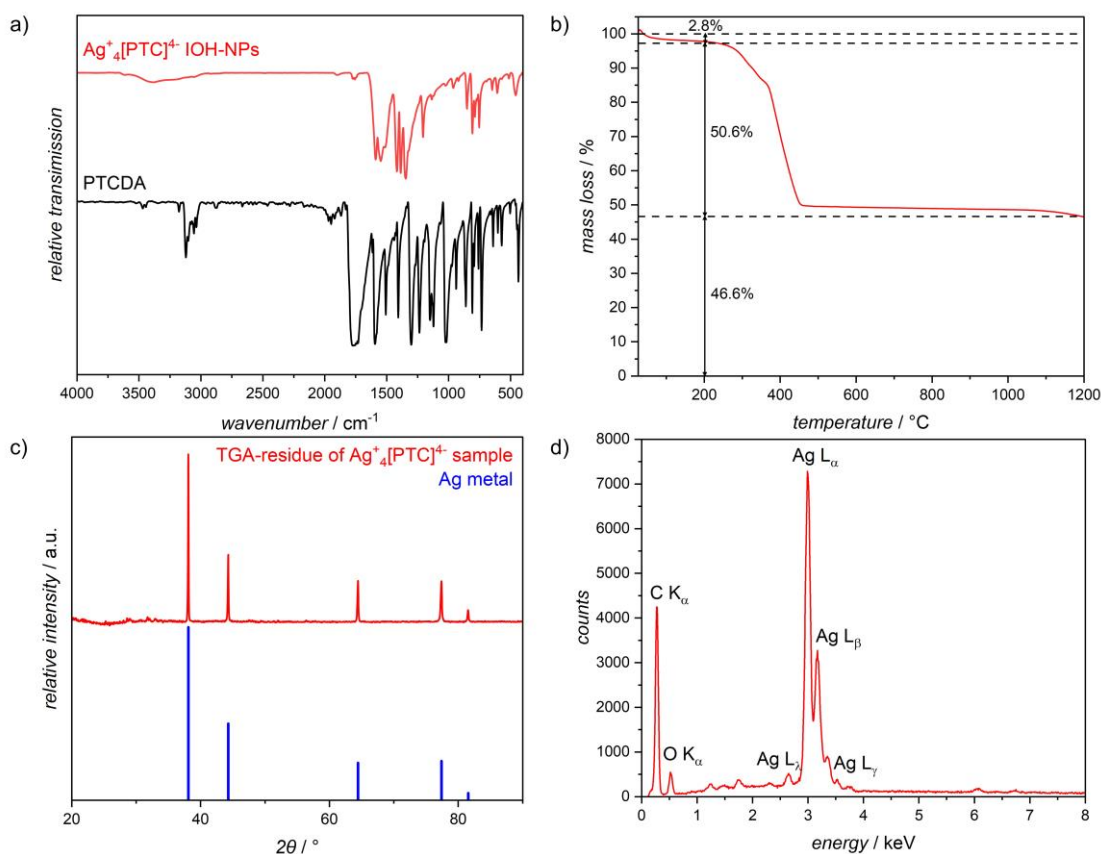 a)
Ag⁺₄[PTC]⁴⁻ IOH-NPs
PTCDA
relative transimission
4000 3500 3000 2500 2000 1500 1000 500
wavenumber / cm⁻¹
b)
2.8%
50.6%
46.6%
mass loss / %
100
90
80
70
60
50
40
30
20
10
0
200 400 600 800 1000 1200
temperature / °C
c)
TGA-residue of Ag⁺₄[PTC]⁴⁻ sample
Ag metal
relative intensity / a.u.
20 40 60 80
2θ / °
d)
Ag Lα
C Kα
Ag Lβ
O Kα
Ag Lλ
Ag Lγ
counts
8000
7000
6000
5000
4000
3000
2000
1000
0
0 1 2 3 4 5 6 7 8
energy / keV